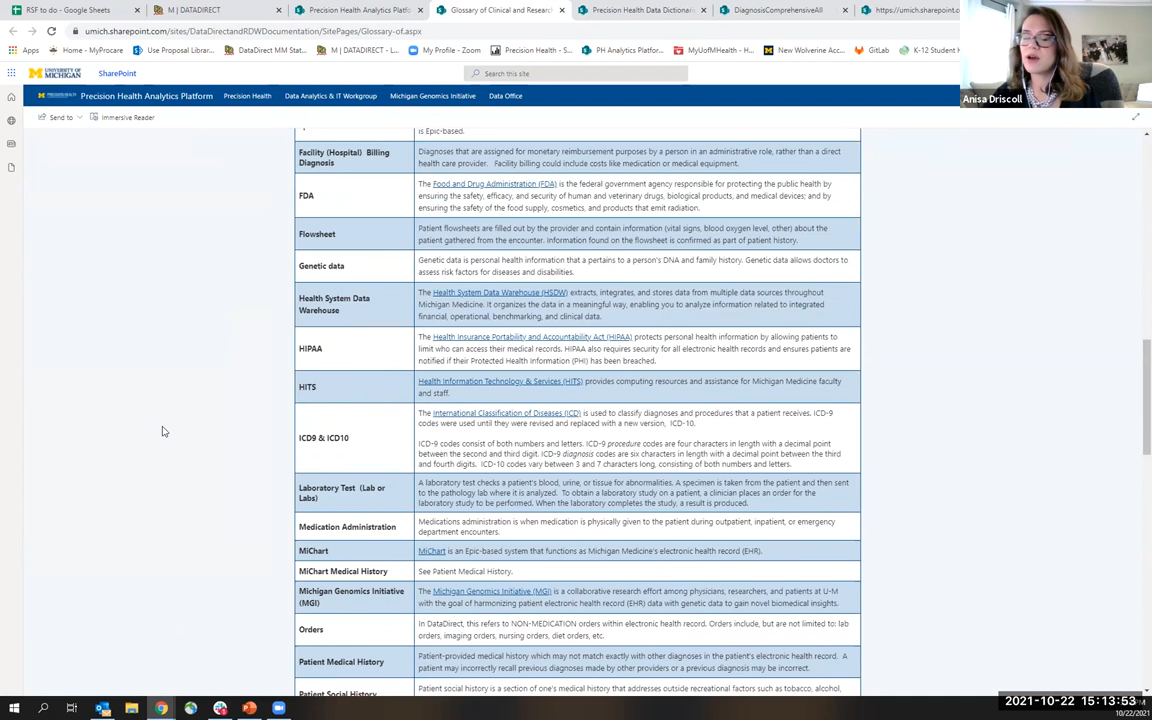 RSF to do - Google Sheets
M | DATADIRECT
Precision Health Analytics Platfo
Glossary of Clinical and Researc
Precision Health Data Dictionar
DiagnosisComprehensiveAll
https://umich.sharepoint.com/
umich.sharepoint.com/sites/DataDirectandRDWDocumentation/SitePages/Glossary-of.aspx
Apps
Home - MyProcare
Use Proposal Library...
DataDirect MM Stat...
M | DATADIRECT - L...
My Profile - Zoom
Precision Health - S...
PH Analytics Platfo...
MyUofMHealth - H...
New Wolverine Acc...
GitLab
K-12 Student H
UNIVERSITY OF
MICHIGAN
SharePoint
Search this site
Anisa Driscoll
Precision Health Analytics Platform
Precision Health
Data Analytics & IT Workgroup
Michigan Genomics Initiative
Data Office
Send to
Immersive Reader
is Epic-based.
Facility (Hospital) Billing
Diagnosis
Diagnoses that are assigned for monetary reimbursement purposes by a person in an administrative role, rather than a direct
health care provider. Facility billing could include costs like medication or medical equipment.
FDA
The Food and Drug Administration (FDA) is the federal government agency responsible for protecting the public health by
ensuring the safety, efficacy, and security of human and veterinary drugs, biological products, and medical devices; and by
ensuring the safety of the food supply, cosmetics, and products that emit radiation.
Flowsheet
Patient flowsheets are filled out by the provider and contain information (vital signs, blood oxygen level, other) about the
patient gathered from the encounter. Information found on the flowsheet is confirmed as part of patient history.
Genetic data
Genetic data is personal health information that a pertains to a person's DNA and family history. Genetic data allows doctors to
assess risk factors for diseases and disabilities.
Health System Data
Warehouse
The Health System Data Warehouse (HSDW) extracts, integrates, and stores data from multiple data sources throughout
Michigan Medicine. It organizes the data in a meaningful way, enabling you to analyze information related to integrated
financial, operational, benchmarking, and clinical data.
HIPAA
The Health Insurance Portability and Accountability Act (HIPAA) protects personal health information by allowing patients to
limit who can access their medical records. HIPAA also requires security for all electronic health records and ensures patients are
notified if their Protected Health Information (PHI) has been breached.
HITS
Health Information Technology & Services (HITS) provides computing resources and assistance for Michigan Medicine faculty
and staff.
ICD9 & ICD10
The International Classification of Diseases (ICD) is used to classify diagnoses and procedures that a patient receives. ICD-9
codes were used until they were revised and replaced with a new version, ICD-10.
ICD-9 codes consist of both numbers and letters. ICD-9 procedure codes are four characters in length with a decimal point
between the second and third digit. ICD-9 diagnosis codes are six characters in length with a decimal point between the third
and fourth digits. ICD-10 codes vary between 3 and 7 characters long, consisting of both numbers and letters.
Laboratory Test (Lab or
Labs)
A laboratory test checks a patient's blood, urine, or tissue for abnormalities. A specimen is taken from the patient and then sent
to the pathology lab where it is analyzed. To obtain a laboratory study on a patient, a clinician places an order for the
laboratory study to be performed. When the laboratory completes the study, a result is produced.
Medication Administration
Medications administration is when medication is physically given to the patient during outpatient, inpatient, or emergency
department encounters.
MiChart
MiChart is an Epic-based system that functions as Michigan Medicine's electronic health record (EHR).
MiChart Medical History
See Patient Medical History.
Michigan Genomics Initiative
(MGI)
The Michigan Genomics Initiative (MGI) is a collaborative research effort among physicians, researchers, and patients at U-M
with the goal of harmonizing patient electronic health record (EHR) data with genetic data to gain novel biomedical insights.
Orders
In DataDirect, this refers to NON-MEDICATION orders within electronic health record. Orders include, but are not limited to: lab
orders, imaging orders, nursing orders, diet orders, etc.
Patient Medical History
Patient-provided medical history which may not match exactly with other diagnoses in the patient's electronic health record. A
patient may incorrectly recall previous diagnoses made by other providers or a previous diagnosis may be incorrect.
Patient Social History
Patient social history is a section of one's medical history that addresses outside recreational factors such as tobacco, alcohol,
2021-10-22 15:13:53
10/22/2021